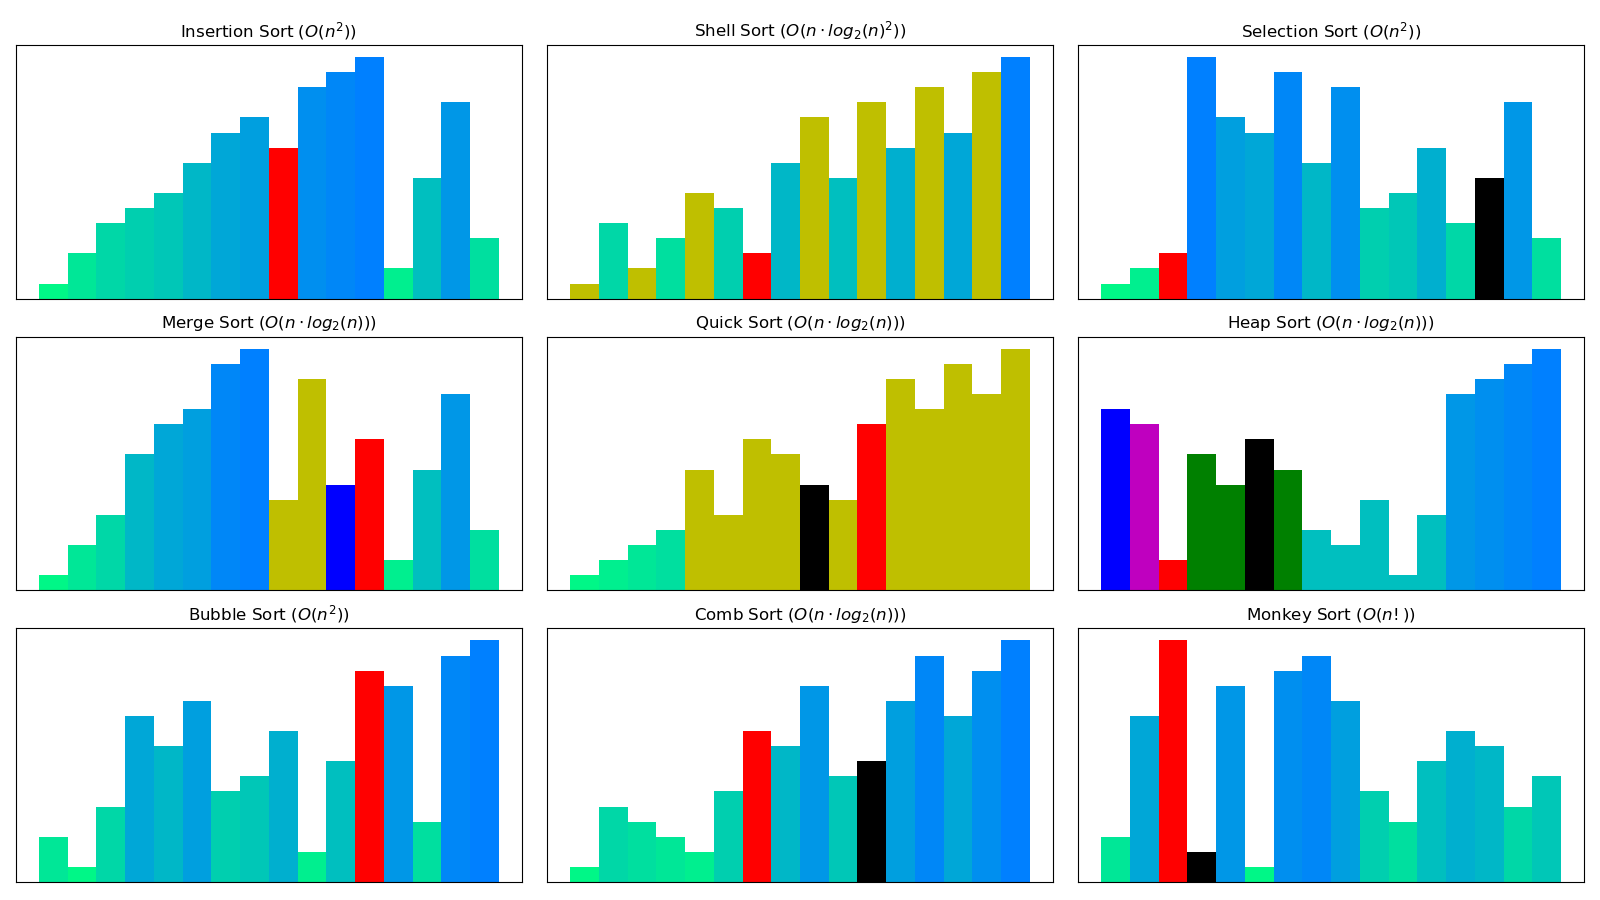 Insertion Sort (O(n²))
Shell Sort (O(n · log₂(n)²))
Selection Sort (O(n²))
Merge Sort (O(n · log₂(n)))
Quick Sort (O(n · log₂(n)))
Heap Sort (O(n · log₂(n)))
Bubble Sort (O(n²))
Comb Sort (O(n · log₂(n)))
Monkey Sort (O(n!))